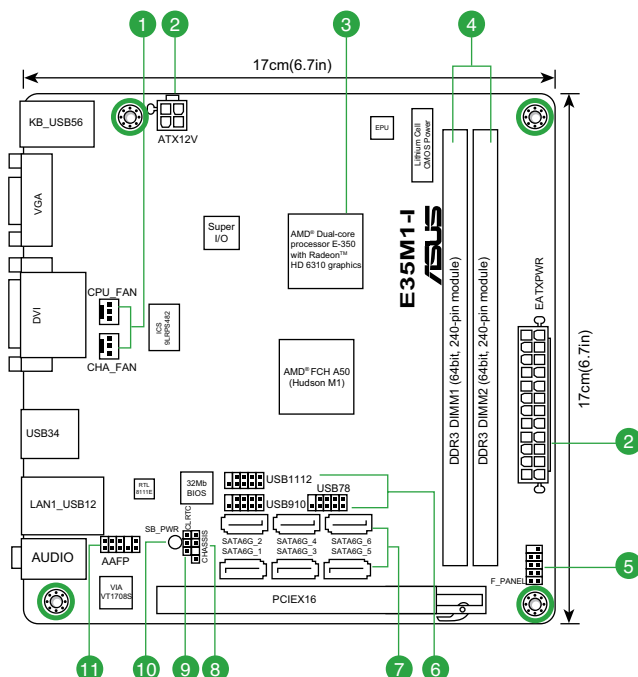 1
2
3
4
17cm(6.7in)
KB_USB56
ATX12V
EPU
Lithium Cell
CMOS Power
VGA
Super
I/O
AMD® Dual-core
processor E-350
with Radeon™
HD 6310 graphics
E35M1-I
ASUS
DDR3 DIMM1 (64bit, 240-pin module)
DDR3 DIMM2 (64bit, 240-pin module)
EATXPWR
17cm(6.7in)
DVI
CPU_FAN
CHA_FAN
ICS
9LRPS482
AMD® FCH A50
(Hudson M1)
USB34
2
LAN1_USB12
RTL
8111E
32Mb
BIOS
USB1112
USB78
USB910
SB_PWR
CLRTC
CHASSIS
SATA6G_2
SATA6G_4
SATA6G_6
SATA6G_1
SATA6G_3
SATA6G_5
AUDIO
AAFP
VIA
VT1708S
F_PANEL
5
PCIEX16
11
10
9
8
7
6